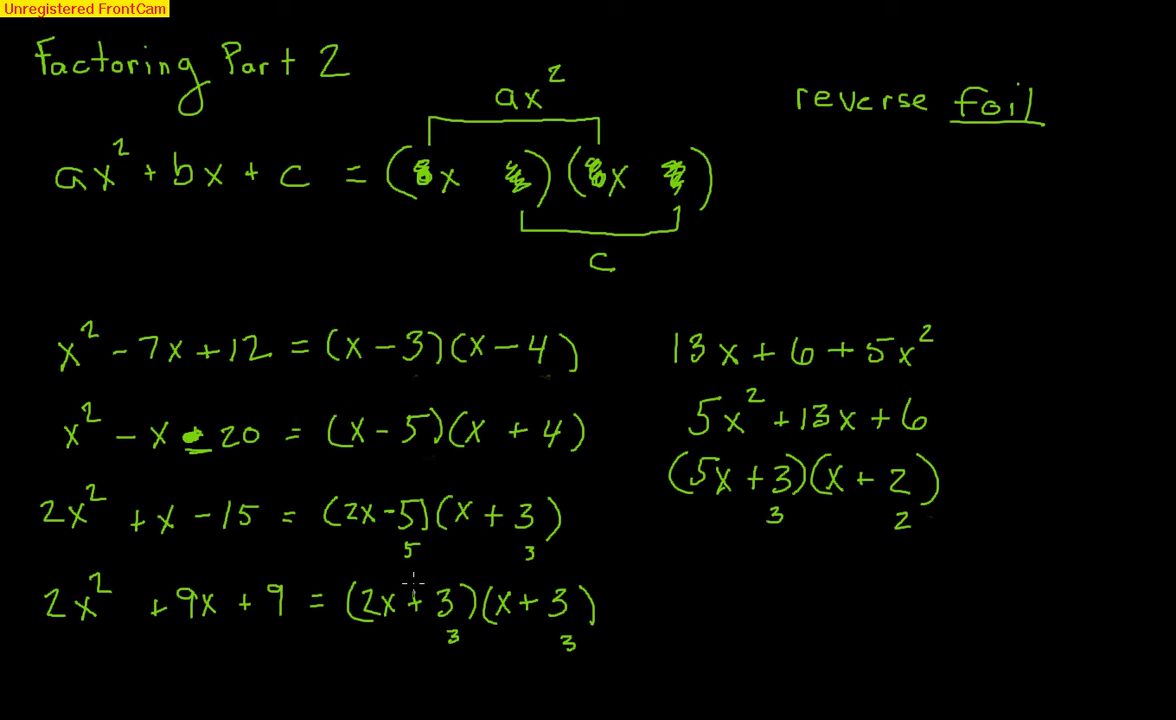 Unregistered FrontCam
Factoring Part 2
reverse foil
ax²
ax² + bx + c = ( x )( x )
c
x² - 7x + 12 = (x - 3)(x - 4)
x² - x - 20 = (x - 5)(x + 4)
2x² + x - 15 = (2x - 5)(x + 3)
5 3
2x² + 9x + 9 = (2x + 3)(x + 3)
3 3
13x + 6 + 5x²
5x² + 13x + 6
(5x + 3)(x + 2)
3 2